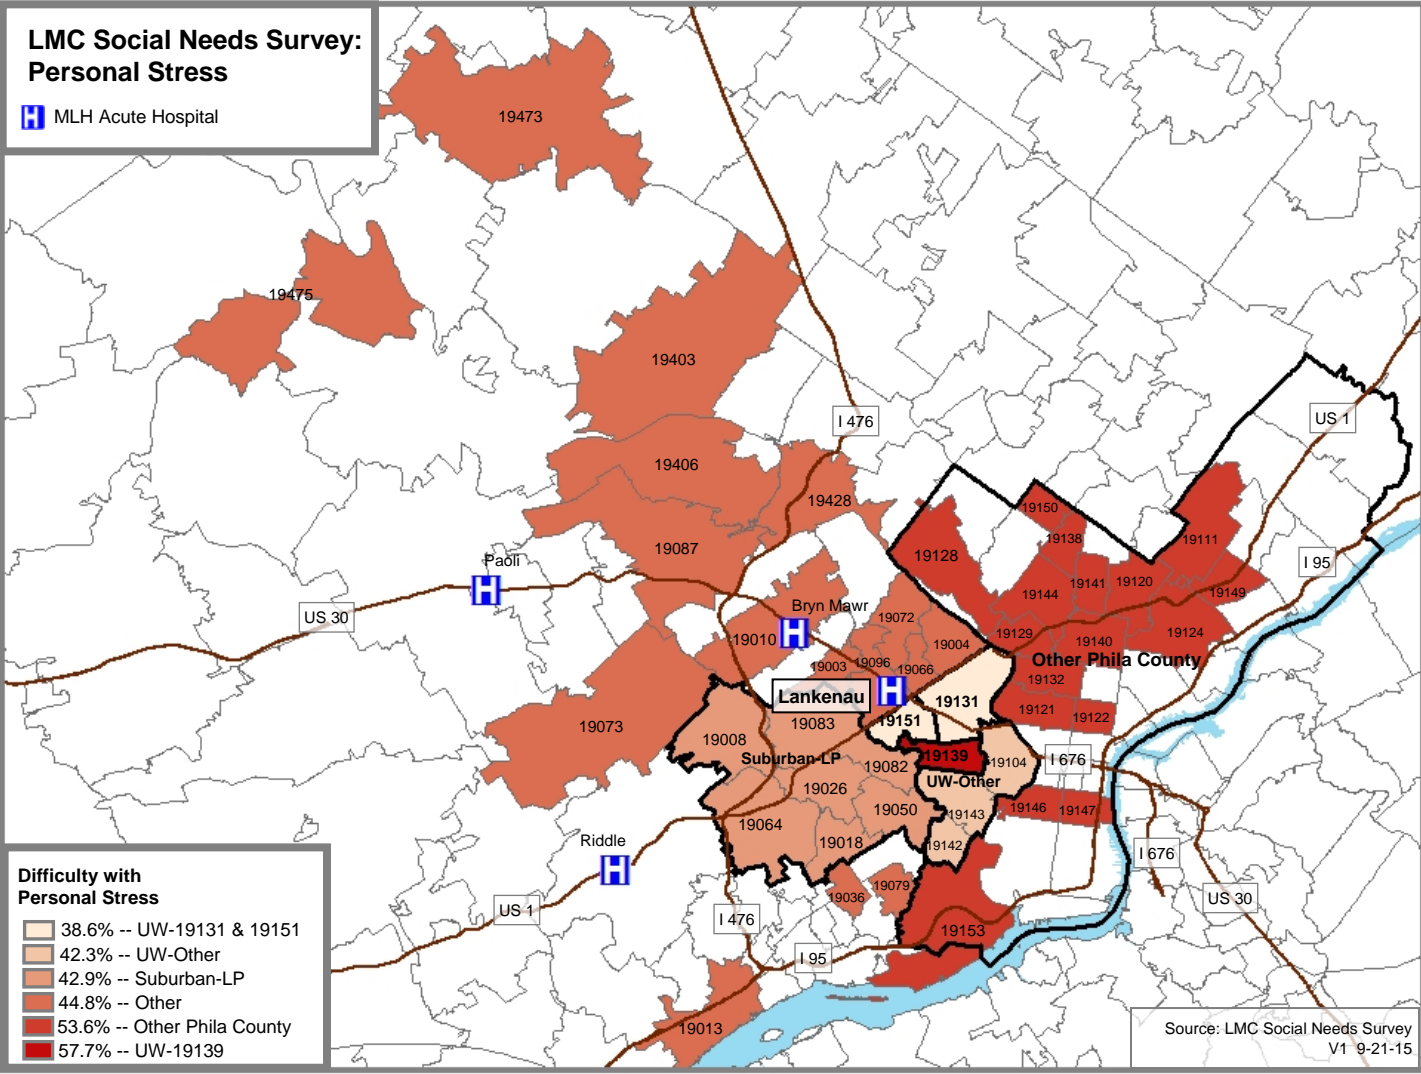 LMC Social Needs Survey:
Personal Stress
MLH Acute Hospital
19473
19475
19403
I 476
US 1
19406
19428
19150
19138
19111
19128
19087
Paoli
I 95
19141
19120
19144
19149
US 30
Bryn Mawr
19072
19010
19129
19140
19124
19004
19003
19096
19066
Other Phila County
19132
Lankenau
19131
19121
19122
19073
19083
19151
19008
Suburban-LP
19082
19139
19104
I 676
UW-Other
19026
19050
19143
19146
19147
19064
19018
19142
Riddle
I 676
19079
19036
US 30
US 1
I 476
19153
I 95
19013
Difficulty with
Personal Stress
38.6% -- UW-19131 & 19151
42.3% -- UW-Other
42.9% -- Suburban-LP
44.8% -- Other
53.6% -- Other Phila County
57.7% -- UW-19139
Source: LMC Social Needs Survey
V1 9-21-15